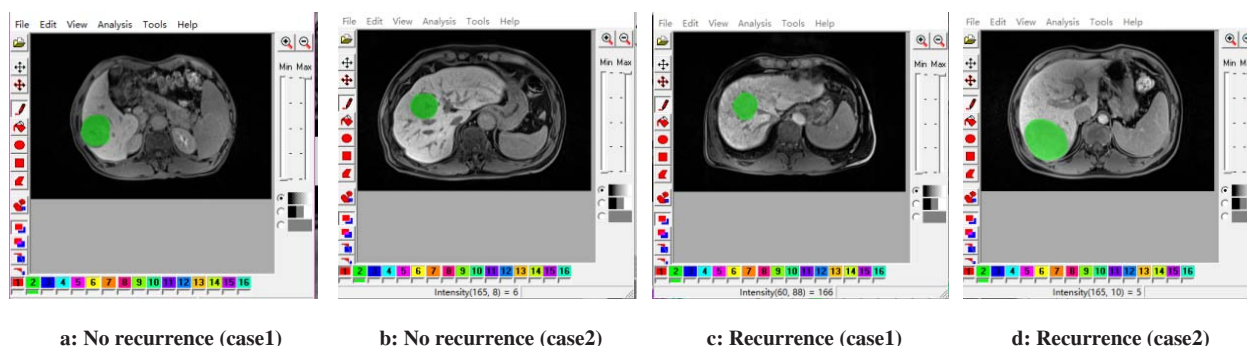 File Edit View Analysis Tools Help
Min Max
1 2 3 4 5 6 7 8 9 10 11 12 13 14 15 16
File Edit View Analysis Tools Help
Min Max
1 2 3 4 5 6 7 8 9 10 11 12 13 14 15 16
Intensity(165, 8) = 6
File Edit View Analysis Tools Help
Min Max
1 2 3 4 5 6 7 8 9 10 11 12 13 14 15 16
Intensity(60, 88) = 166
File Edit View Analysis Tools Help
Min Max
1 2 3 4 5 6 7 8 9 10 11 12 13 14 15 16
Intensity(165, 10) = 5
a: No recurrence (case1)
b: No recurrence (case2)
c: Recurrence (case1)
d: Recurrence (case2)